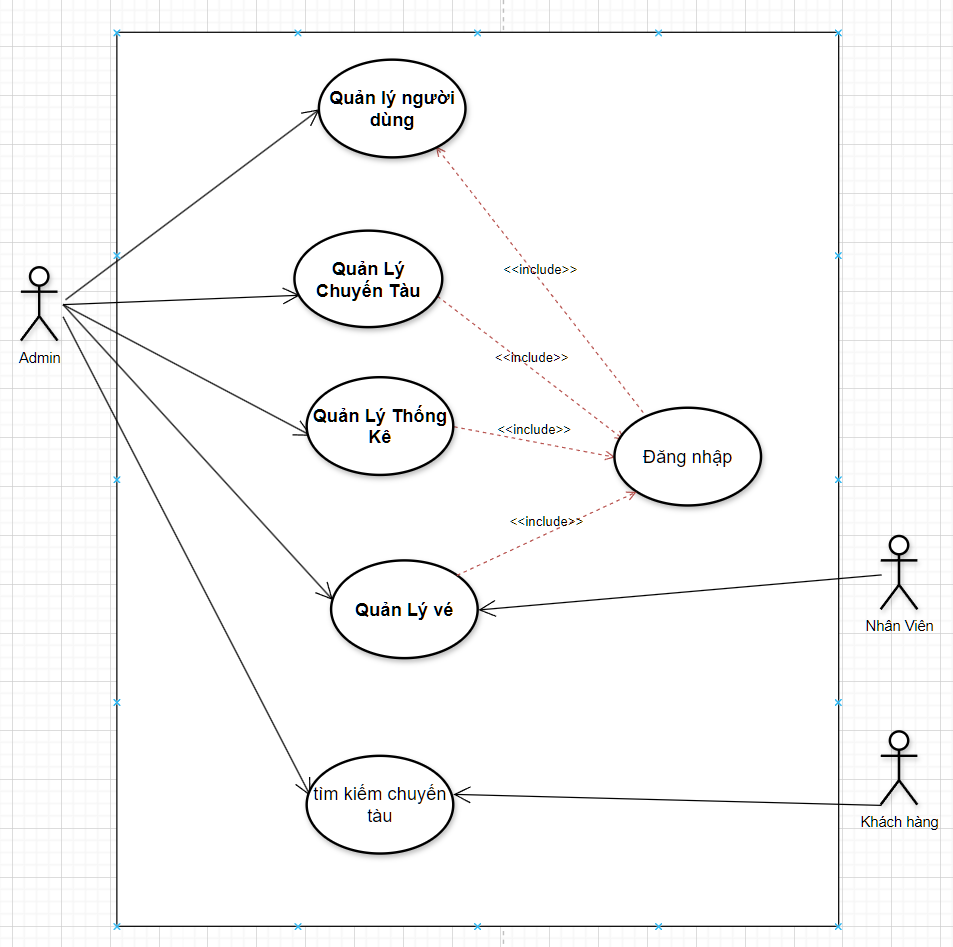 Quản lý người
dùng
<<include>>
Quản Lý
Chuyến Tàu
Admin
<<include>>
Quản Lý Thống
Kê
<<include>>
Đăng nhập
<<include>>
Quản Lý vé
Nhân Viên
tìm kiếm chuyến
tàu
Khách hàng